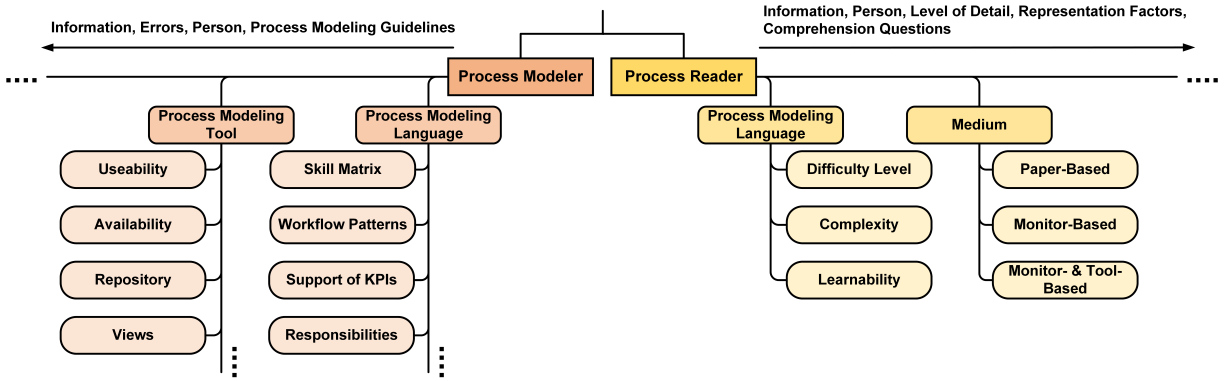 Information, Errors, Person, Process Modeling Guidelines
Information, Person, Level of Detail, Representation Factors,
Comprehension Questions
Process Modeler
Process Reader
Process Modeling
Tool
Process Modeling
Language
Process Modeling
Language
Medium
Useability
Skill Matrix
Difficulty Level
Paper-Based
Availability
Workflow Patterns
Complexity
Monitor-Based
Repository
Support of KPIs
Learnability
Monitor- & Tool-
Based
Views
Responsibilities